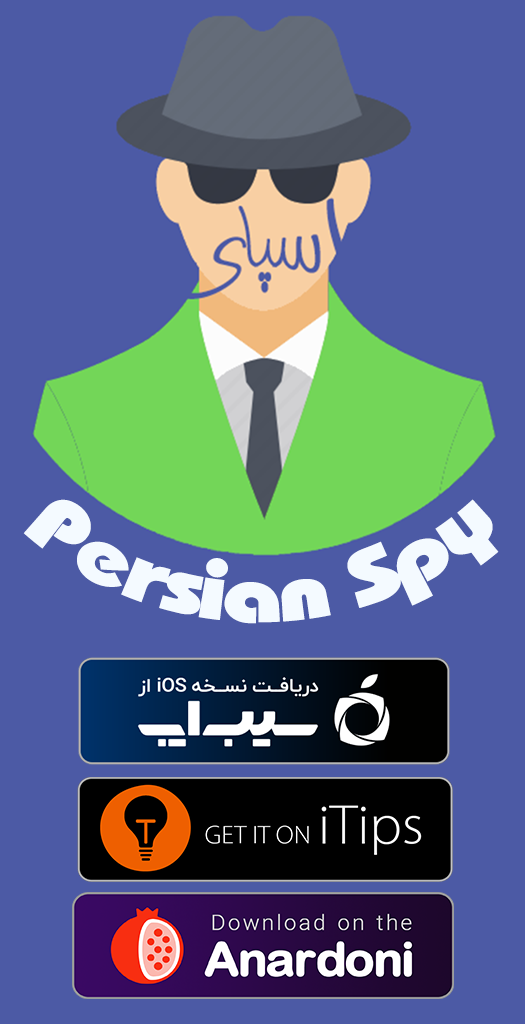 اسپای
Persian Spy
دریافت نسخه iOS از
سیب‌اپ
GET IT ON iTips
Download on the
Anardoni